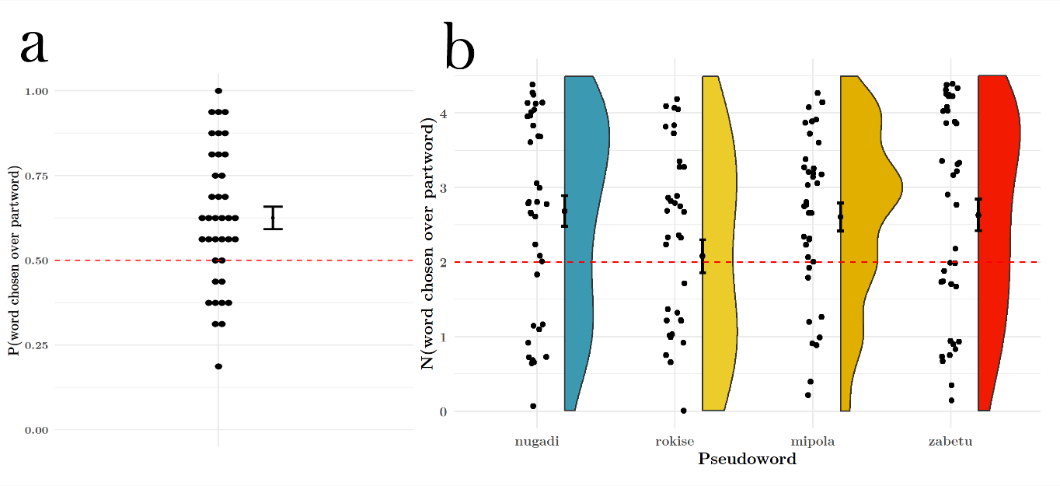 a
b
P(word chosen over partword)
1.00
0.75
0.50
0.25
0.00
N(word chosen over partword)
4
3
2
1
0
nugadi rokise mipola zabetu
Pseudoword